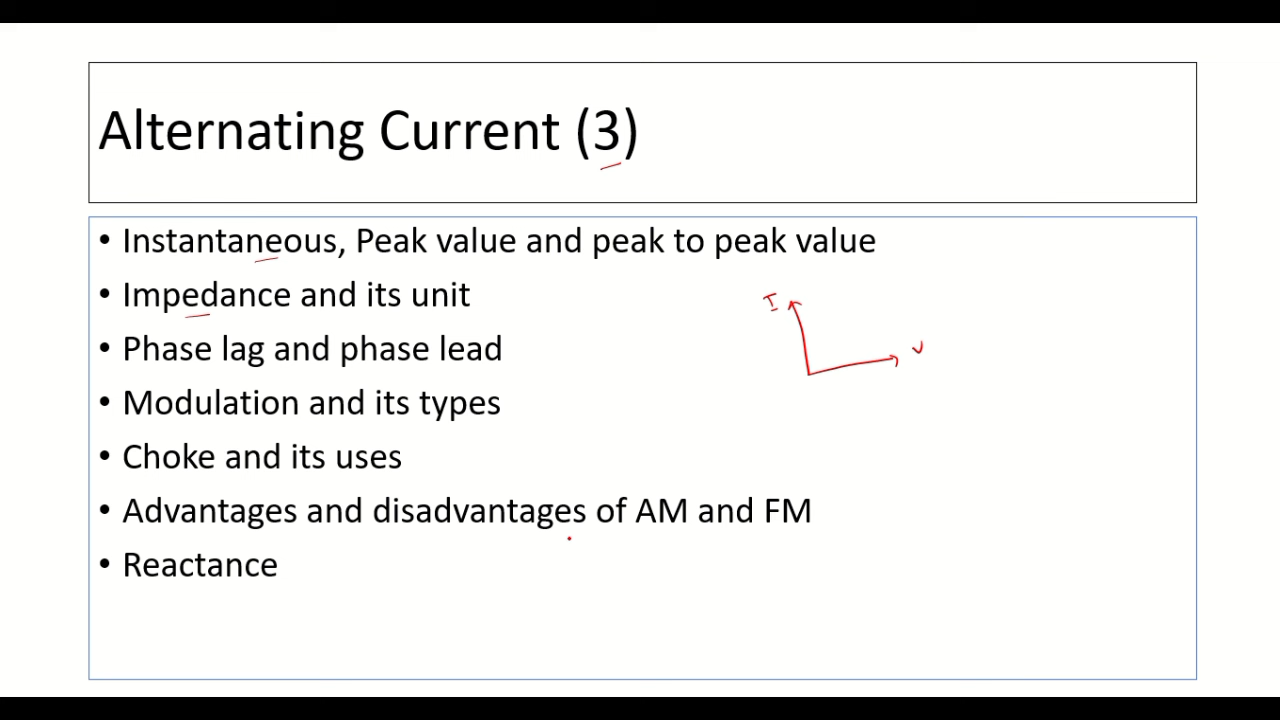 Alternating Current (3)
• Instantaneous, Peak value and peak to peak value
• Impedance and its unit
I
• Phase lag and phase lead
V
• Modulation and its types
• Choke and its uses
• Advantages and disadvantages of AM and FM
• Reactance